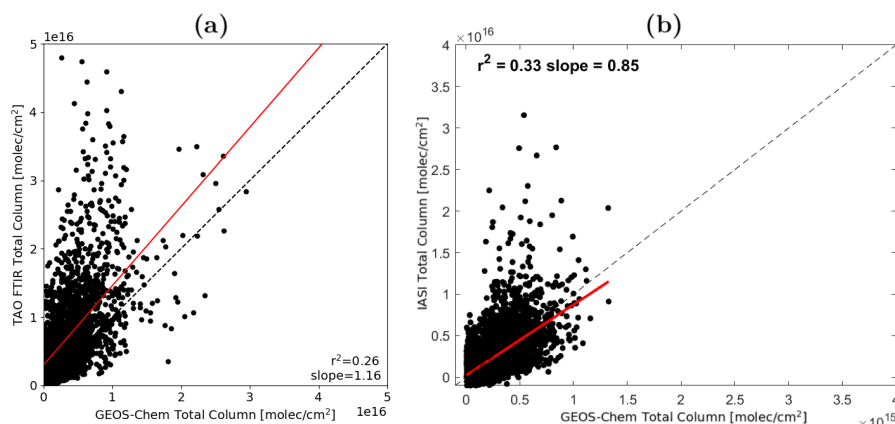 (a)
(b)
1e16
×10¹⁶
5
4
3
2
1
0
TAO FTIR Total Column [molec/cm²]
r²=0.26
slope=1.16
0 1 2 3 4 5
1e16
GEOS-Chem Total Column [molec/cm²]
r² = 0.33 slope = 0.85
4
3.5
3
2.5
2
1.5
1
0.5
0
IASI Total Column [molec/cm²]
0 0.5 1 1.5 2 2.5 3 3.5 4
GEOS-Chem Total Column [molec/cm²]
×10¹⁵